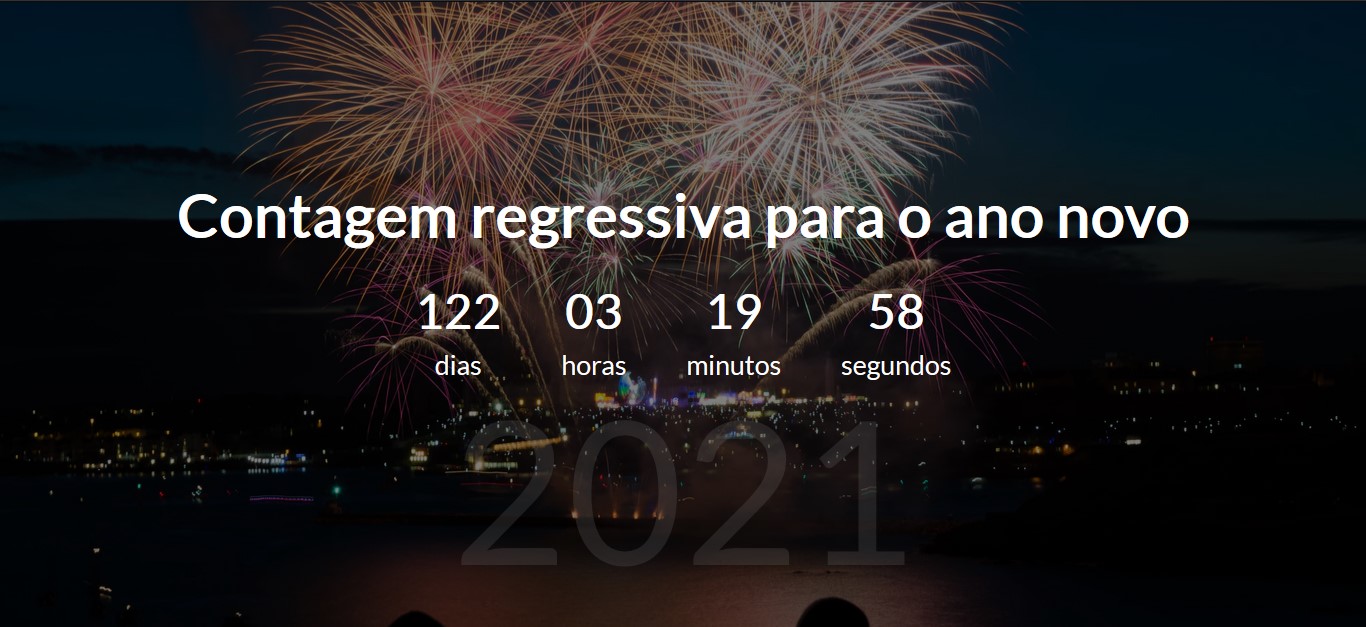 Contagem regressiva para o ano novo
122 03 19 58
dias horas minutos segundos
2021